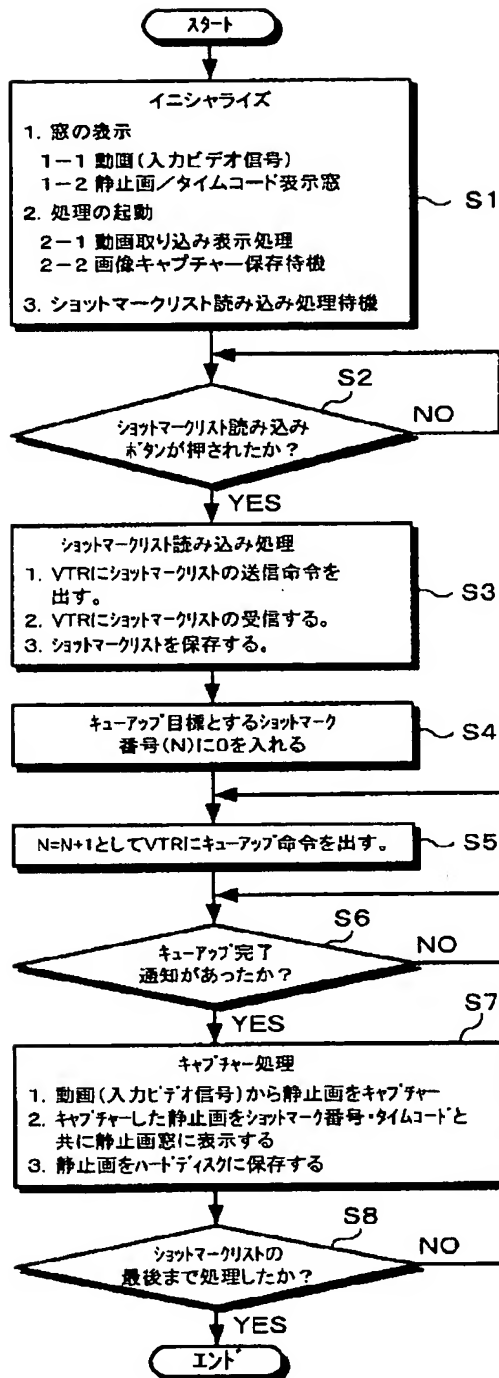 スタート
イニシャライズ
1. 窓の表示
1-1 動画(入力ビデオ信号)
1-2 静止画/タイムコード表示窓
2. 処理の起動
2-1 動画取り込み表示処理
2-2 画像キャプチャー保存待機
3. ショットマークリスト読み込み処理待機
S1
S2
ショットマークリスト読み込み
ボタンが押されたか?
NO
YES
ショットマークリスト読み込み処理
1. VTRにショットマークリストの送信命令を
出す。
2. VTRにショットマークリストの受信する。
3. ショットマークリストを保存する。
S3
キューアップ目標とするショットマーク
番号(N)に0を入れる
S4
N=N+1としてVTRにキューアップ命令を出す。
S5
S6
キューアップ完了
通知があったか?
NO
YES
S7
キャプチャー処理
1. 動画(入力ビデオ信号)から静止画をキャプチャー
2. キャプチャーした静止画をショットマーク番号・タイムコードと
共に静止画窓に表示する
3. 静止画をハードディスクに保存する
S8
ショットマークリストの
最後まで処理したか?
NO
YES
エンド